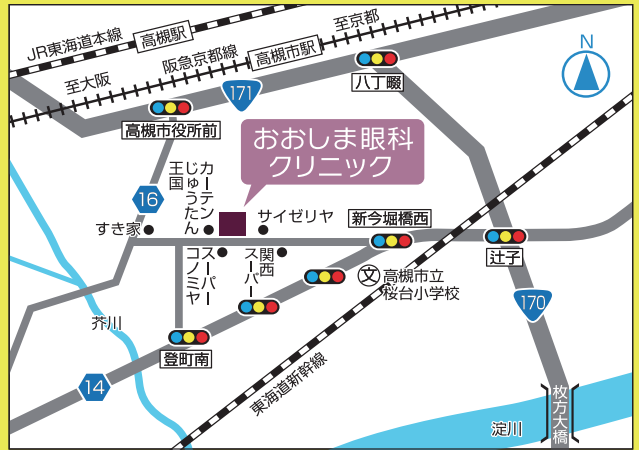 JR東海道本線
高槻駅
至京都
阪急京都線
高槻市駅
至大阪
171
八丁畷
N
高槻市役所前
おおしま眼科
クリニック
16
カーテン
じゅうたん
王国
すき家
サイゼリヤ
新今堀橋西
辻子
スーパー
コノミヤ
関西
スーパー
文
高槻市立
桜台小学校
170
芥川
登町南
14
東海道新幹線
枚方大橋
淀川